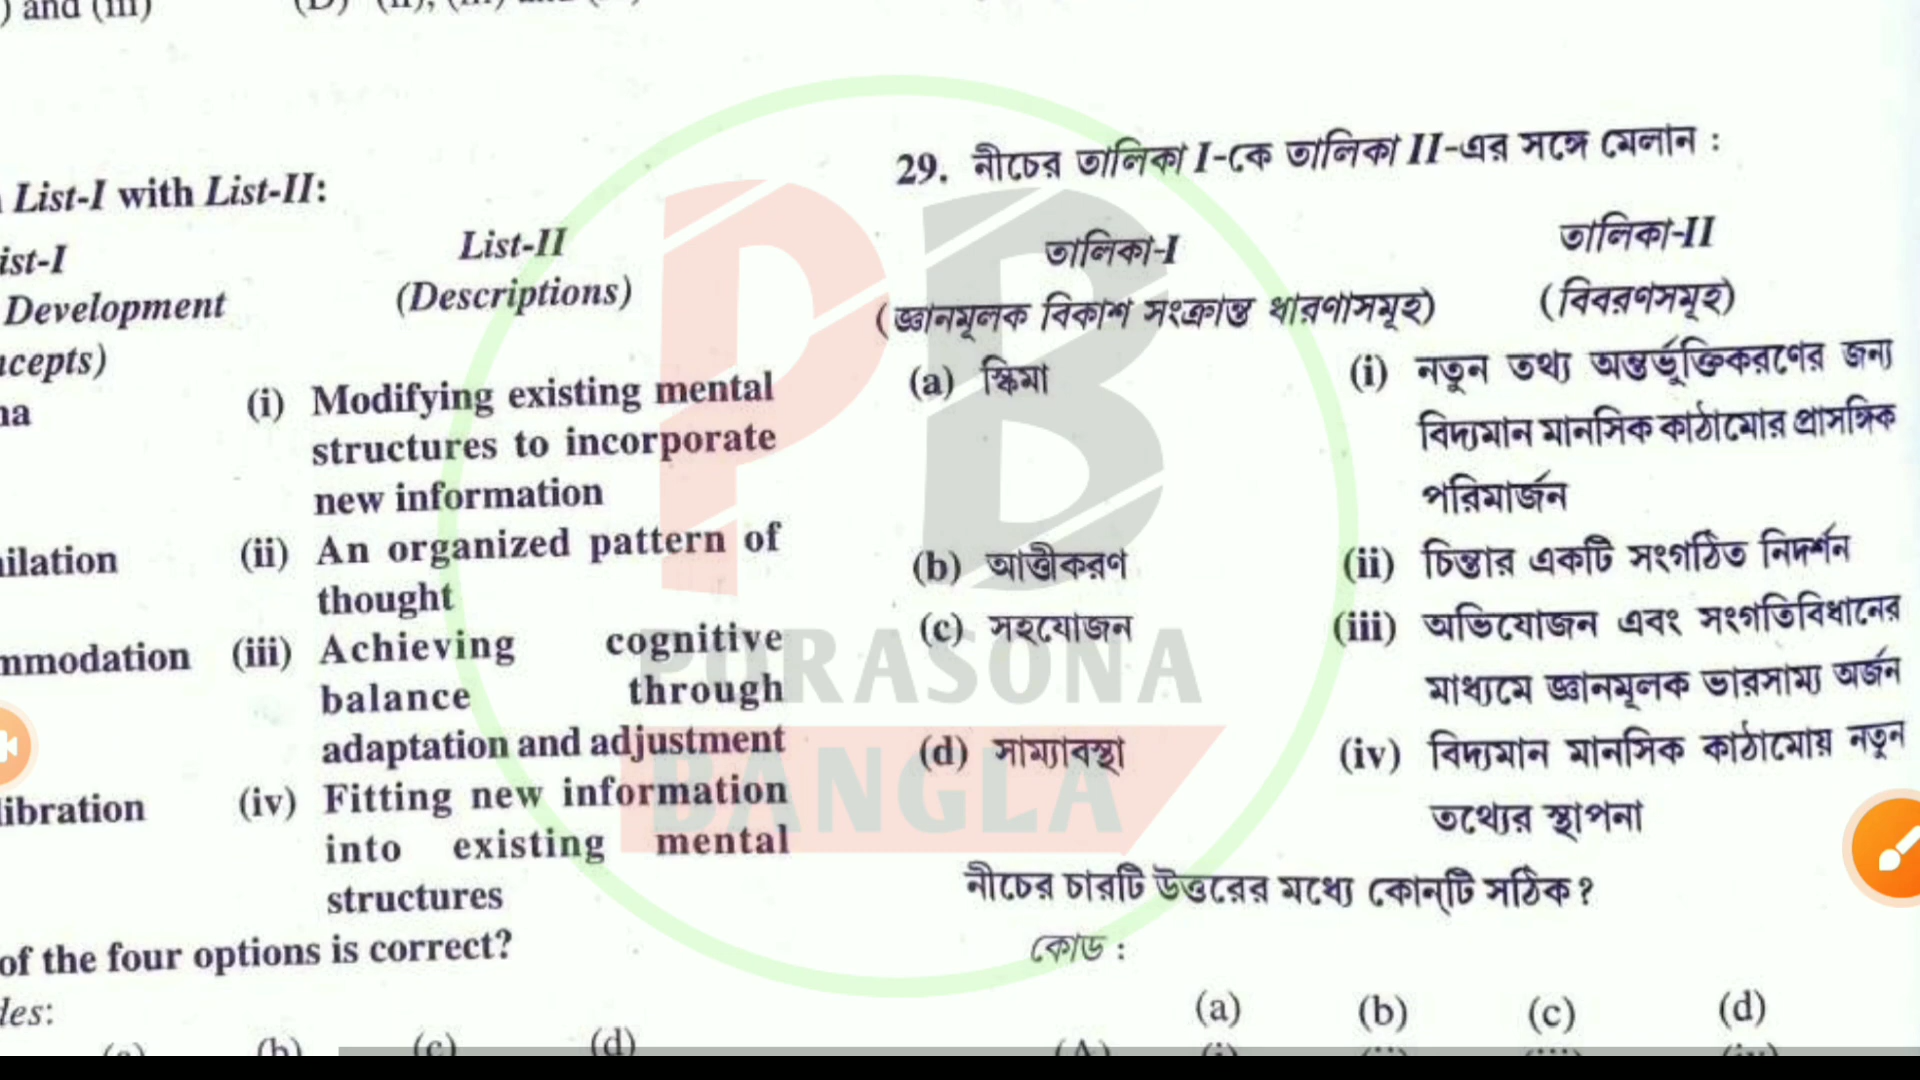 ) and (iii)
List-I with List-II:
ist-I
List-II
Development
(Descriptions)
cepts)
(i) Modifying existing mental
structures to incorporate
new information
ilation
(ii) An organized pattern of
thought
mmodation
(iii) Achieving cognitive
balance through
adaptation and adjustment
libration
(iv) Fitting new information
into existing mental
structures
of the four options is correct?
des:
(b) (c) (d)
29. নীচের তালিকা I-কে তালিকা II-এর সঙ্গে মেলান :
তালিকা-I
তালিকা-II
(জ্ঞানমূলক বিকাশ সংক্রান্ত ধারণাসমূহ)
(বিবরণসমূহ)
(a) স্কিমা
(i) নতুন তথ্য অন্তর্ভূক্তিকরণের জন্য
বিদ্যমান মানসিক কাঠামোর প্রাসঙ্গিক
পরিমার্জন
(b) আত্তীকরণ
(ii) চিন্তার একটি সংগঠিত নিদর্শন
(c) সহযোজন
(iii) অভিযোজন এবং সংগতিবিধানের
মাধ্যমে জ্ঞানমূলক ভারসাম্য অর্জন
(d) সাম্যাবস্থা
(iv) বিদ্যমান মানসিক কাঠামোয় নতুন
তথ্যের স্থাপনা
নীচের চারটি উত্তরের মধ্যে কোন্‌টি সঠিক?
কোড :
(a) (b) (c) (d)
PORASONA
BANGLA